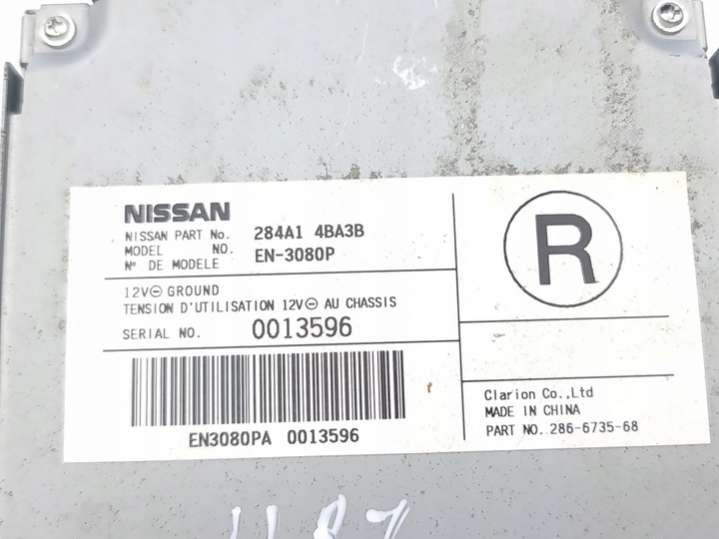 NISSAN
NISSAN PART No. 284A1 4BA3B
MODEL NO. EN-3080P
Nº DE MODELE
12V⊖ GROUND
TENSION D'UTILISATION 12V⊖ AU CHASSIS
SERIAL NO. 0013596
EN3080PA 0013596
R
Clarion Co.,Ltd
MADE IN CHINA
PART NO. 286-6735-68